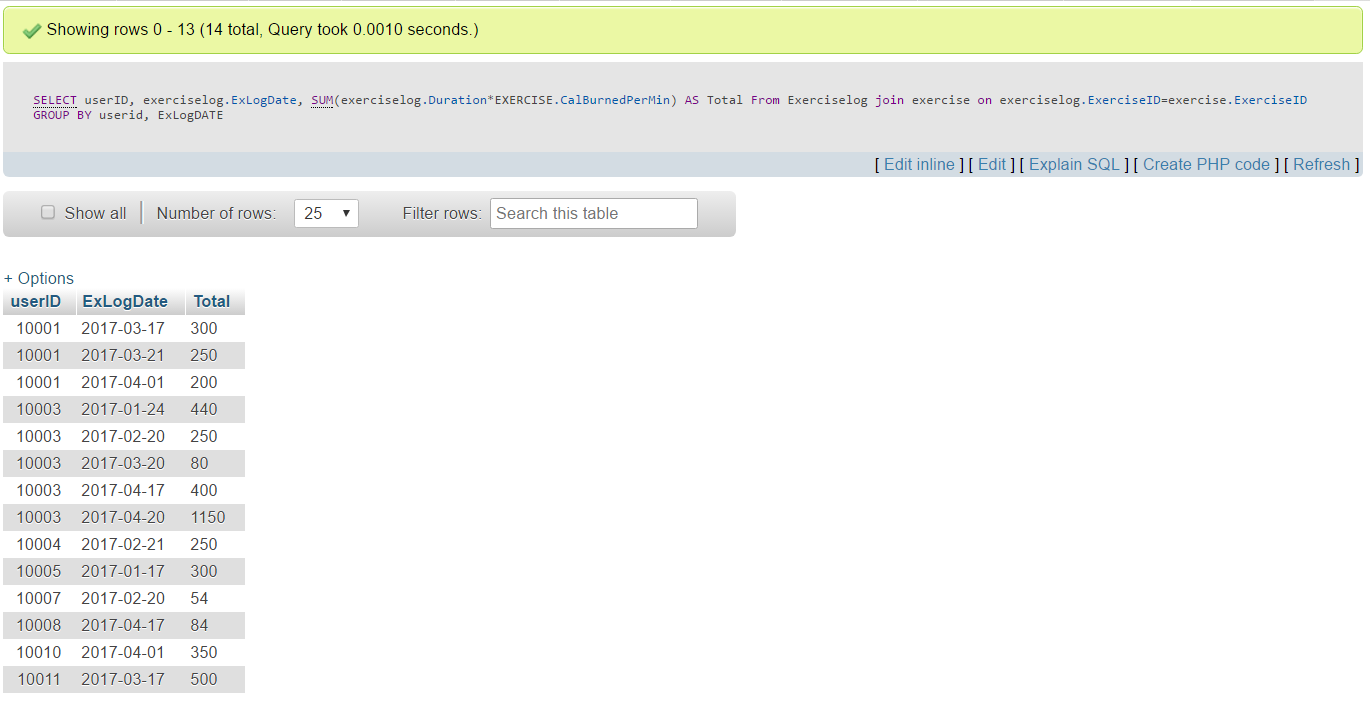 Showing rows 0 - 13 (14 total, Query took 0.0010 seconds.)
SELECT userID, exerciselog.ExLogDate, SUM(exerciselog.Duration*EXERCISE.CalBurnedPerMin) AS Total From Exerciselog join exercise on exerciselog.ExerciseID=exercise.ExerciseID
GROUP BY userid, ExLogDATE
[ Edit inline ] [ Edit ] [ Explain SQL ] [ Create PHP code ] [ Refresh ]
Show all Number of rows: 25 Filter rows: Search this table
+ Options
userID ExLogDate Total
10001 2017-03-17 300
10001 2017-03-21 250
10001 2017-04-01 200
10003 2017-01-24 440
10003 2017-02-20 250
10003 2017-03-20 80
10003 2017-04-17 400
10003 2017-04-20 1150
10004 2017-02-21 250
10005 2017-01-17 300
10007 2017-02-20 54
10008 2017-04-17 84
10010 2017-04-01 350
10011 2017-03-17 500